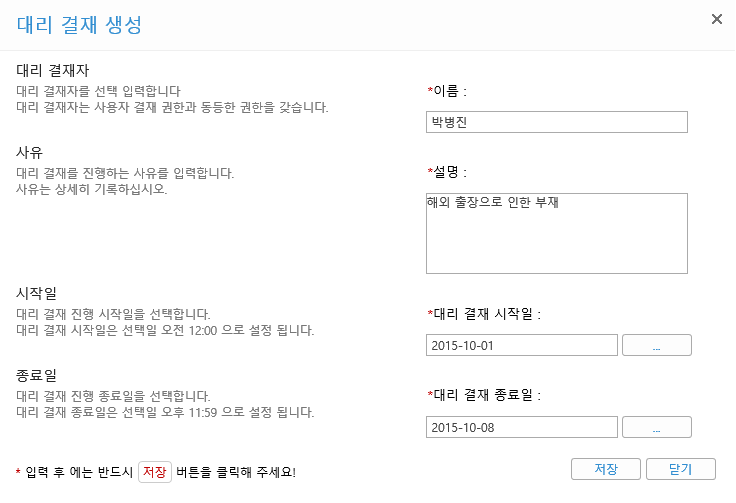 대리 결재 생성
대리 결재자
대리 결재자를 선택 입력합니다
대리 결재자는 사용자 결재 권한과 동등한 권한을 갖습니다.
*이름 :
박병진
사유
대리 결재를 진행하는 사유를 입력합니다.
사유는 상세히 기록하십시오.
*설명 :
해외 출장으로 인한 부재
시작일
대리 결재 진행 시작일을 선택합니다.
대리 결재 시작일은 선택일 오전 12:00 으로 설정 됩니다.
*대리 결재 시작일 :
2015-10-01 ...
종료일
대리 결재 진행 종료일을 선택합니다.
대리 결재 종료일은 선택일 오후 11:59 으로 설정 됩니다.
*대리 결재 종료일 :
2015-10-08 ...
* 입력 후 에는 반드시 저장 버튼을 클릭해 주세요!
저장 닫기